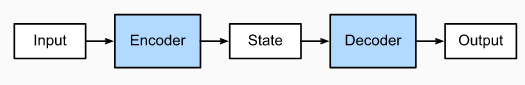 Input
Encoder
State
Decoder
Output